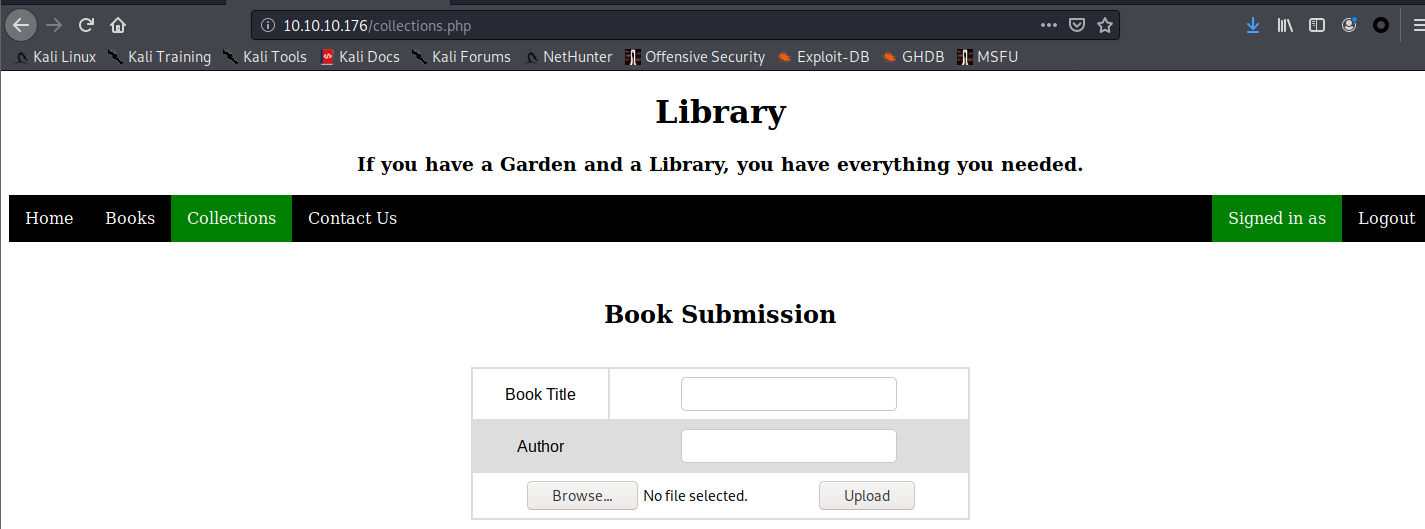 10.10.10.176/collections.php
Kali Linux Kali Training Kali Tools Kali Docs Kali Forums NetHunter Offensive Security Exploit-DB GHDB MSFU
Library
If you have a Garden and a Library, you have everything you needed.
Home Books Collections Contact Us Signed in as Logout
Book Submission
Book Title
Author
Browse... No file selected. Upload